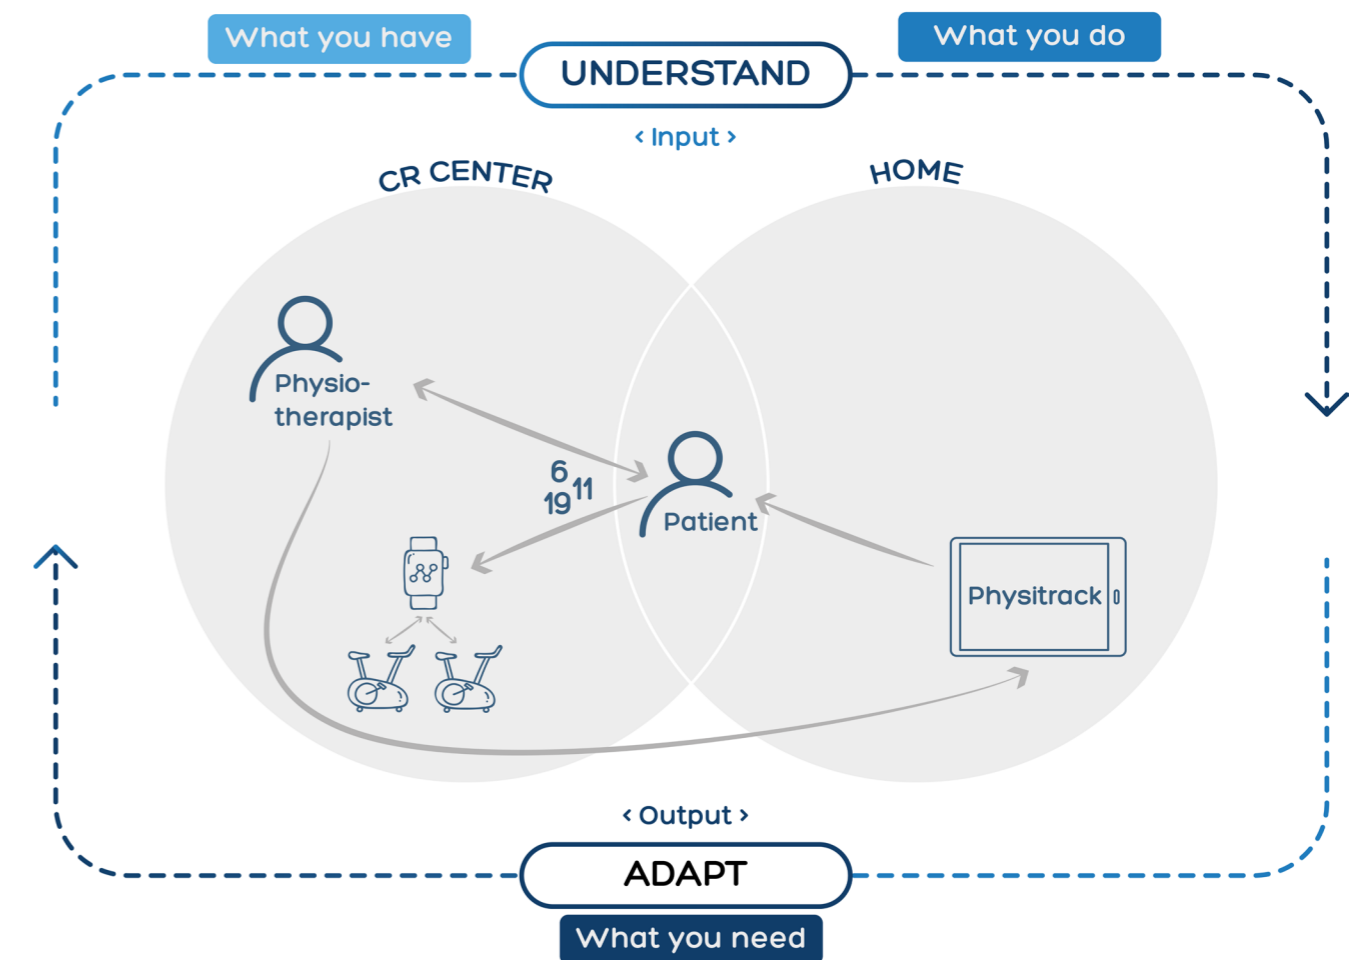 What you have
What you do
UNDERSTAND
< Input >
CR CENTER
HOME
Physio-
therapist
6
11
19
Patient
Physitrack
< Output >
ADAPT
What you need